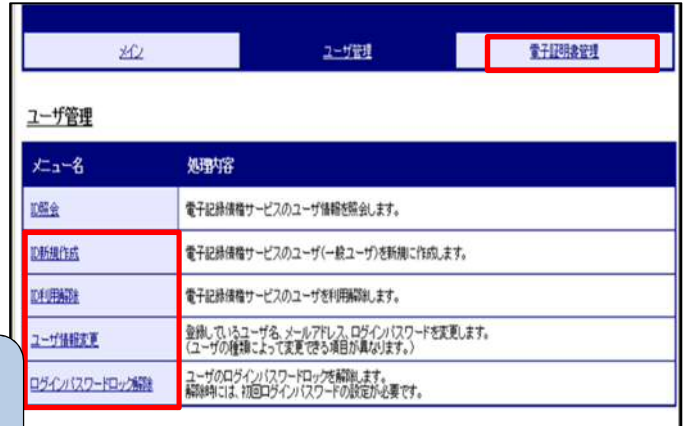 メイン ユーザ管理 電子証明書管理
ユーザ管理
メニュー名 処理内容
ID照会 電子記録債権サービスのユーザ情報を照会します。
ID新規作成 電子記録債権サービスのユーザ(一般ユーザ)を新規に作成します。
ID利用解除 電子記録債権サービスのユーザを利用解除します。
ユーザ情報変更 登録しているユーザ名、メールアドレス、ログインパスワードを変更します。
(ユーザの種類によって変更できる項目が異なります。)
ログインパスワードロック解除 ユーザのログインパスワードロックを解除します。
解除時には、初回ログインパスワードの設定が必要です。